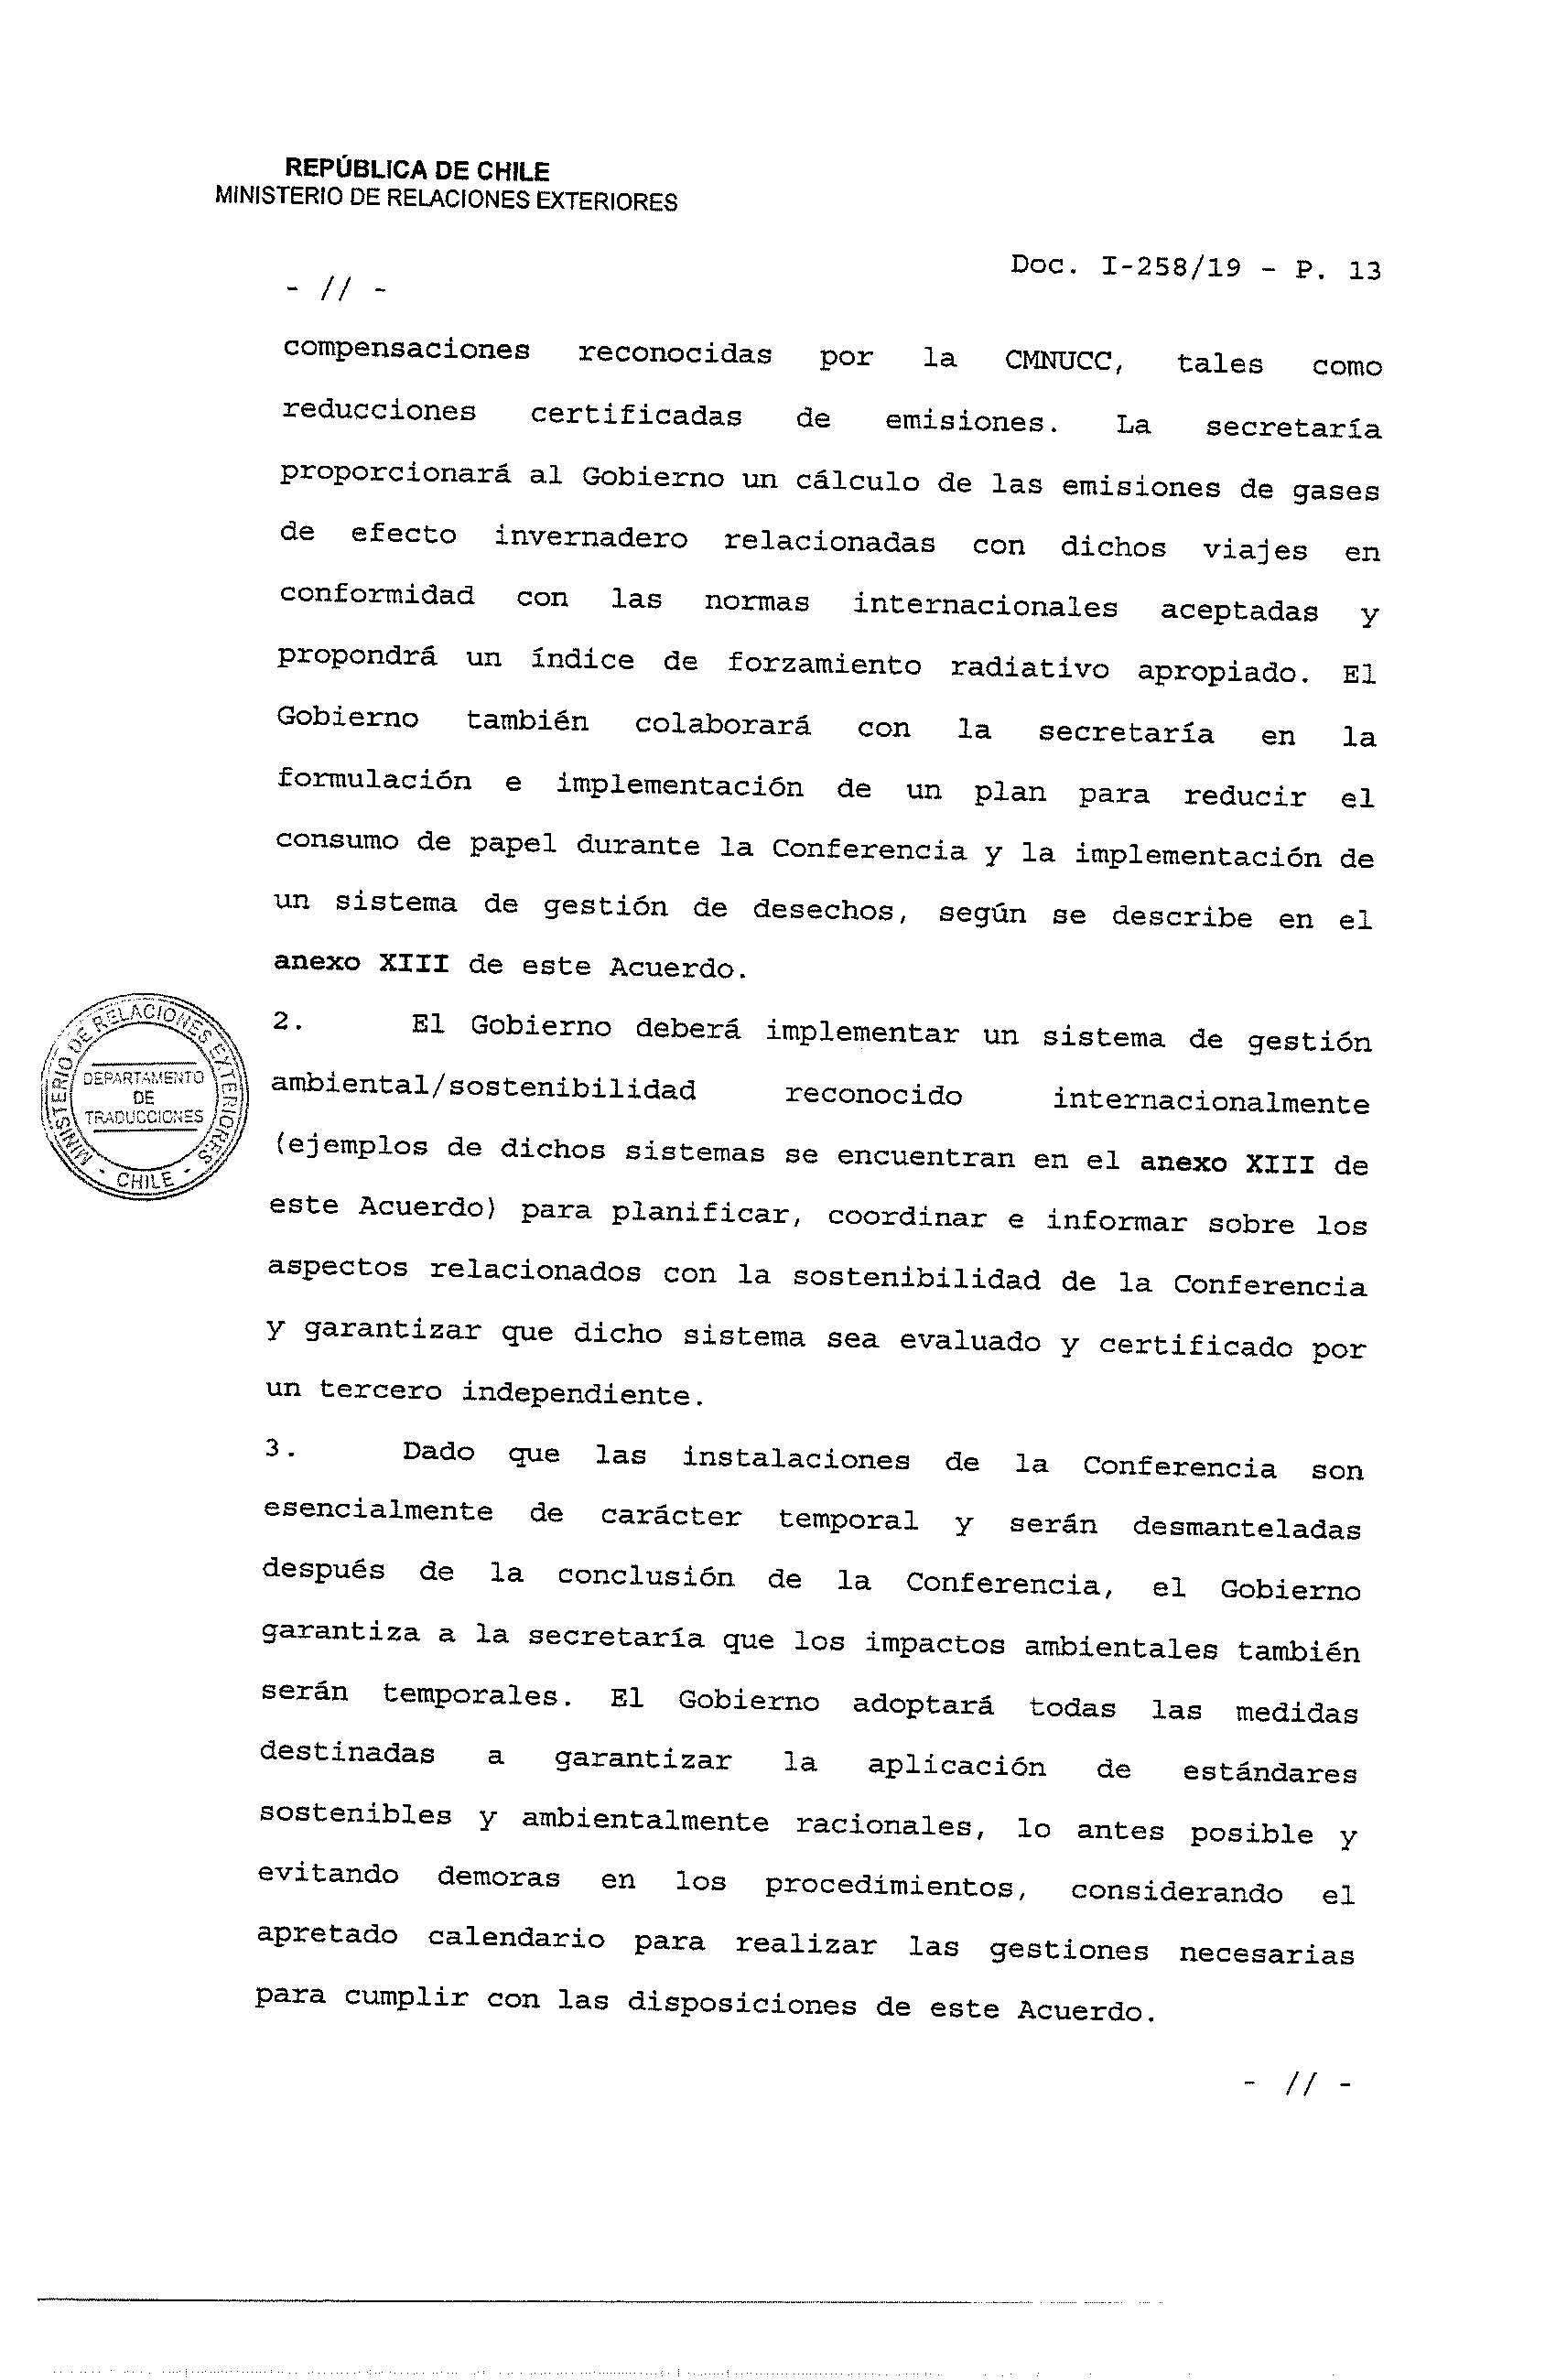 REPÚBLICA DE CHILE
MINISTERIO DE RELACIONES EXTERIORES
Doc. I-258/19 - P. 13
- // -
compensaciones reconocidas por la CMNUCC, tales como
reducciones certificadas de emisiones. La secretaría
proporcionará al Gobierno un cálculo de las emisiones de gases
de efecto invernadero relacionadas con dichos viajes en
conformidad con las normas internacionales aceptadas y
propondrá un índice de forzamiento radiativo apropiado. El
Gobierno también colaborará con la secretaría en la
formulación e implementación de un plan para reducir el
consumo de papel durante la Conferencia y la implementación de
un sistema de gestión de desechos, según se describe en el
anexo XIII de este Acuerdo.
2. El Gobierno deberá implementar un sistema de gestión
ambiental/sostenibilidad reconocido internacionalmente
(ejemplos de dichos sistemas se encuentran en el anexo XIII de
este Acuerdo) para planificar, coordinar e informar sobre los
aspectos relacionados con la sostenibilidad de la Conferencia
y garantizar que dicho sistema sea evaluado y certificado por
un tercero independiente.
3. Dado que las instalaciones de la Conferencia son
esencialmente de carácter temporal y serán desmanteladas
después de la conclusión de la Conferencia, el Gobierno
garantiza a la secretaría que los impactos ambientales también
serán temporales. El Gobierno adoptará todas las medidas
destinadas a garantizar la aplicación de estándares
sostenibles y ambientalmente racionales, lo antes posible y
evitando demoras en los procedimientos, considerando el
apretado calendario para realizar las gestiones necesarias
para cumplir con las disposiciones de este Acuerdo.
- // -
MINISTERIO DE RELACIONES EXTERIORES
DEPARTAMENTO
DE
TRADUCCIONES
- CHILE -